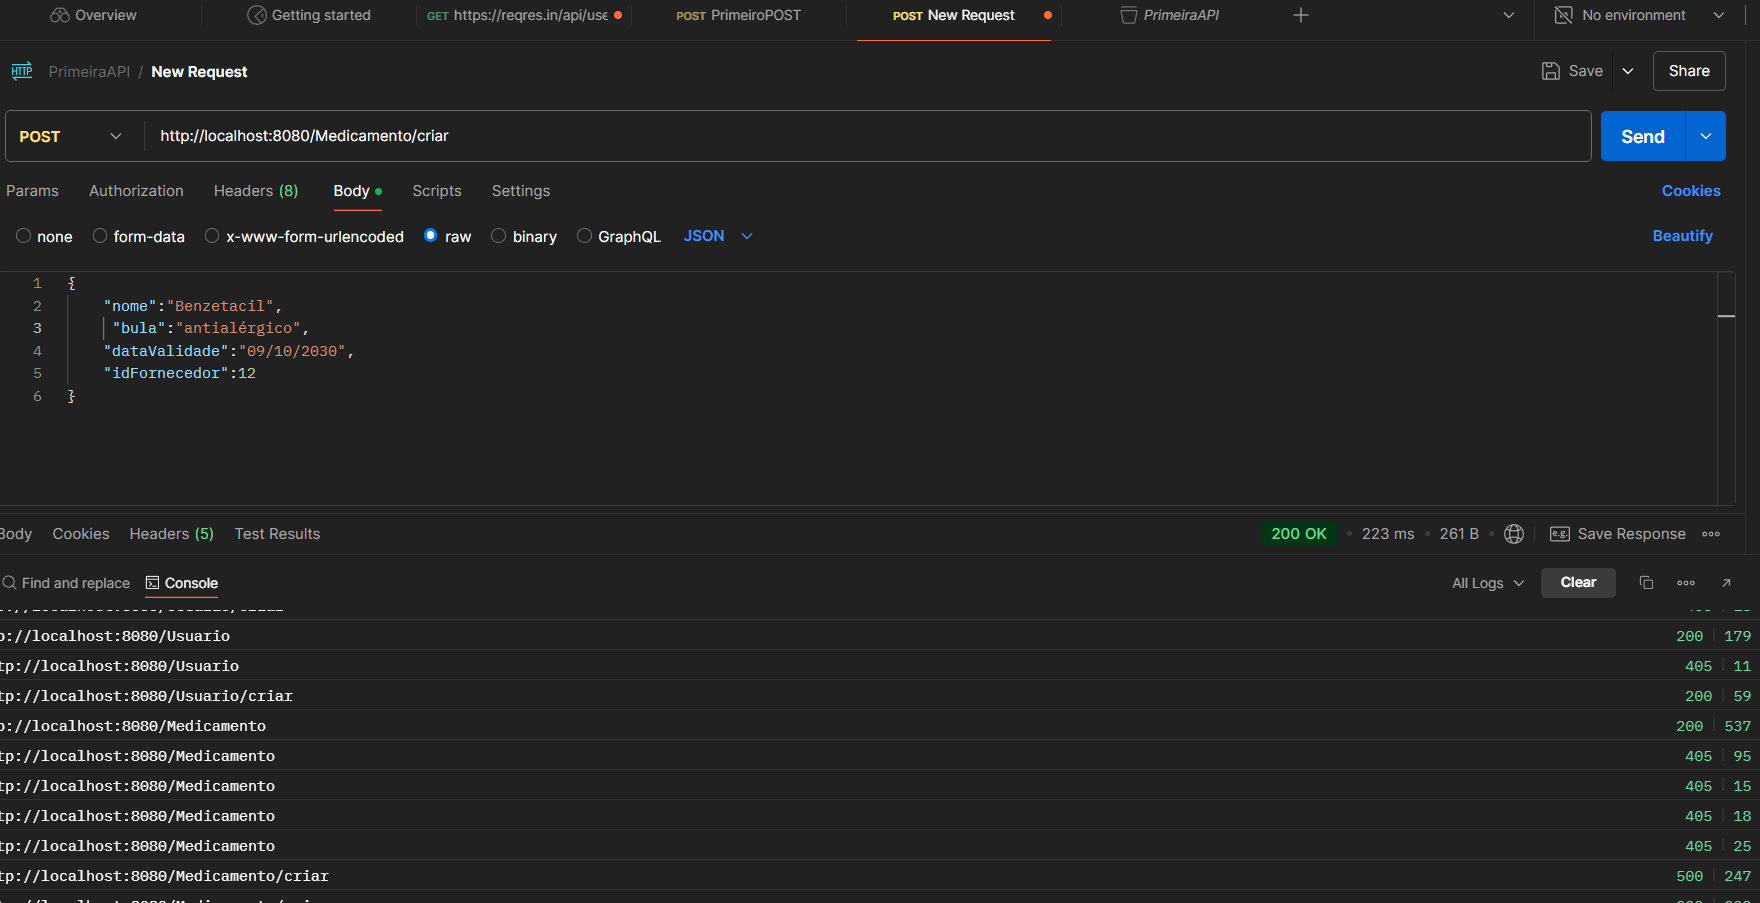 Overview
Getting started
GET https://reqres.in/api/use
POST PrimeiroPOST
POST New Request
PrimeiraAPI
No environment
HTTP PrimeiraAPI / New Request
Save
Share
POST
http://localhost:8080/Medicamento/criar
Send
Params Authorization Headers (8) Body Scripts Settings
Cookies
none form-data x-www-form-urlencoded raw binary GraphQL JSON
Beautify
1 {
2 "nome":"Benzetacil",
3 "bula":"antialérgico",
4 "dataValidade":"09/10/2030",
5 "idFornecedor":12
6 }
Body Cookies Headers (5) Test Results
200 OK • 223 ms • 261 B
e.g. Save Response
Find and replace Console
All Logs
Clear
p://localhost:8080/Usuario 200 179
tp://localhost:8080/Usuario 405 11
tp://localhost:8080/Usuario/criar 200 59
p://localhost:8080/Medicamento 200 537
tp://localhost:8080/Medicamento 405 95
tp://localhost:8080/Medicamento 405 15
tp://localhost:8080/Medicamento 405 18
tp://localhost:8080/Medicamento 405 25
tp://localhost:8080/Medicamento/criar 500 247